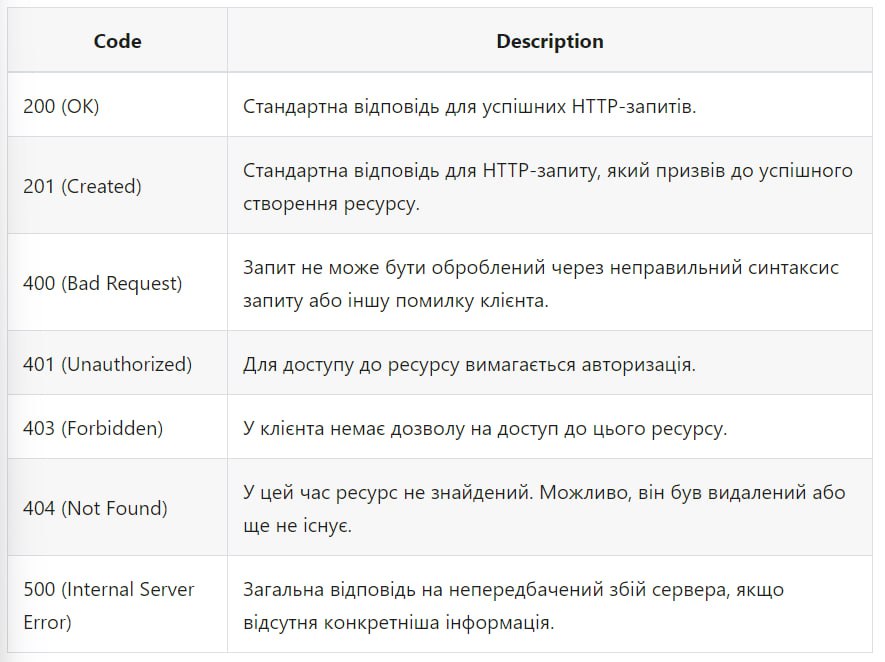 Code Description
200 (OK) Стандартна відповідь для успішних HTTP-запитів.
201 (Created) Стандартна відповідь для HTTP-запиту, який призвів до успішного
створення ресурсу.
400 (Bad Request) Запит не може бути оброблений через неправильний синтаксис
запиту або іншу помилку клієнта.
401 (Unauthorized) Для доступу до ресурсу вимагається авторизація.
403 (Forbidden) У клієнта немає дозволу на доступ до цього ресурсу.
404 (Not Found) У цей час ресурс не знайдений. Можливо, він був видалений або
ще не існує.
500 (Internal Server Загальна відповідь на непередбачений збій сервера, якщо
Error) відсутня конкретніша інформація.